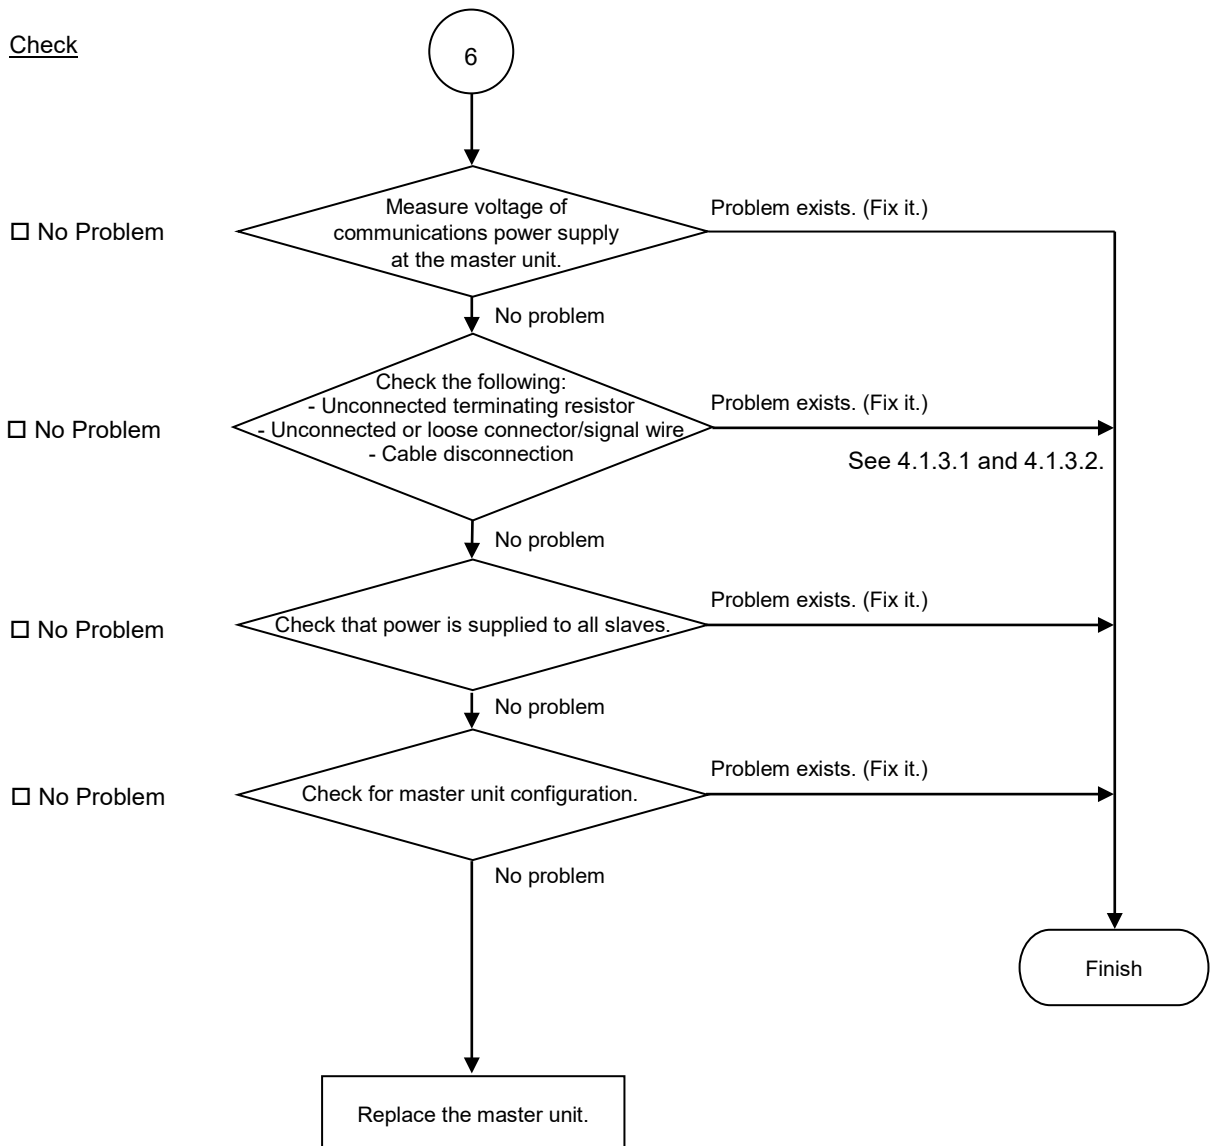 Check
6
Measure voltage of
communications power supply
at the master unit.
Problem exists. (Fix it.)
□ No Problem
No problem
Check the following:
- Unconnected terminating resistor
- Unconnected or loose connector/signal wire
- Cable disconnection
Problem exists. (Fix it.)
□ No Problem
See 4.1.3.1 and 4.1.3.2.
No problem
Problem exists. (Fix it.)
□ No Problem
Check that power is supplied to all slaves.
No problem
Problem exists. (Fix it.)
□ No Problem
Check for master unit configuration.
No problem
Finish
Replace the master unit.